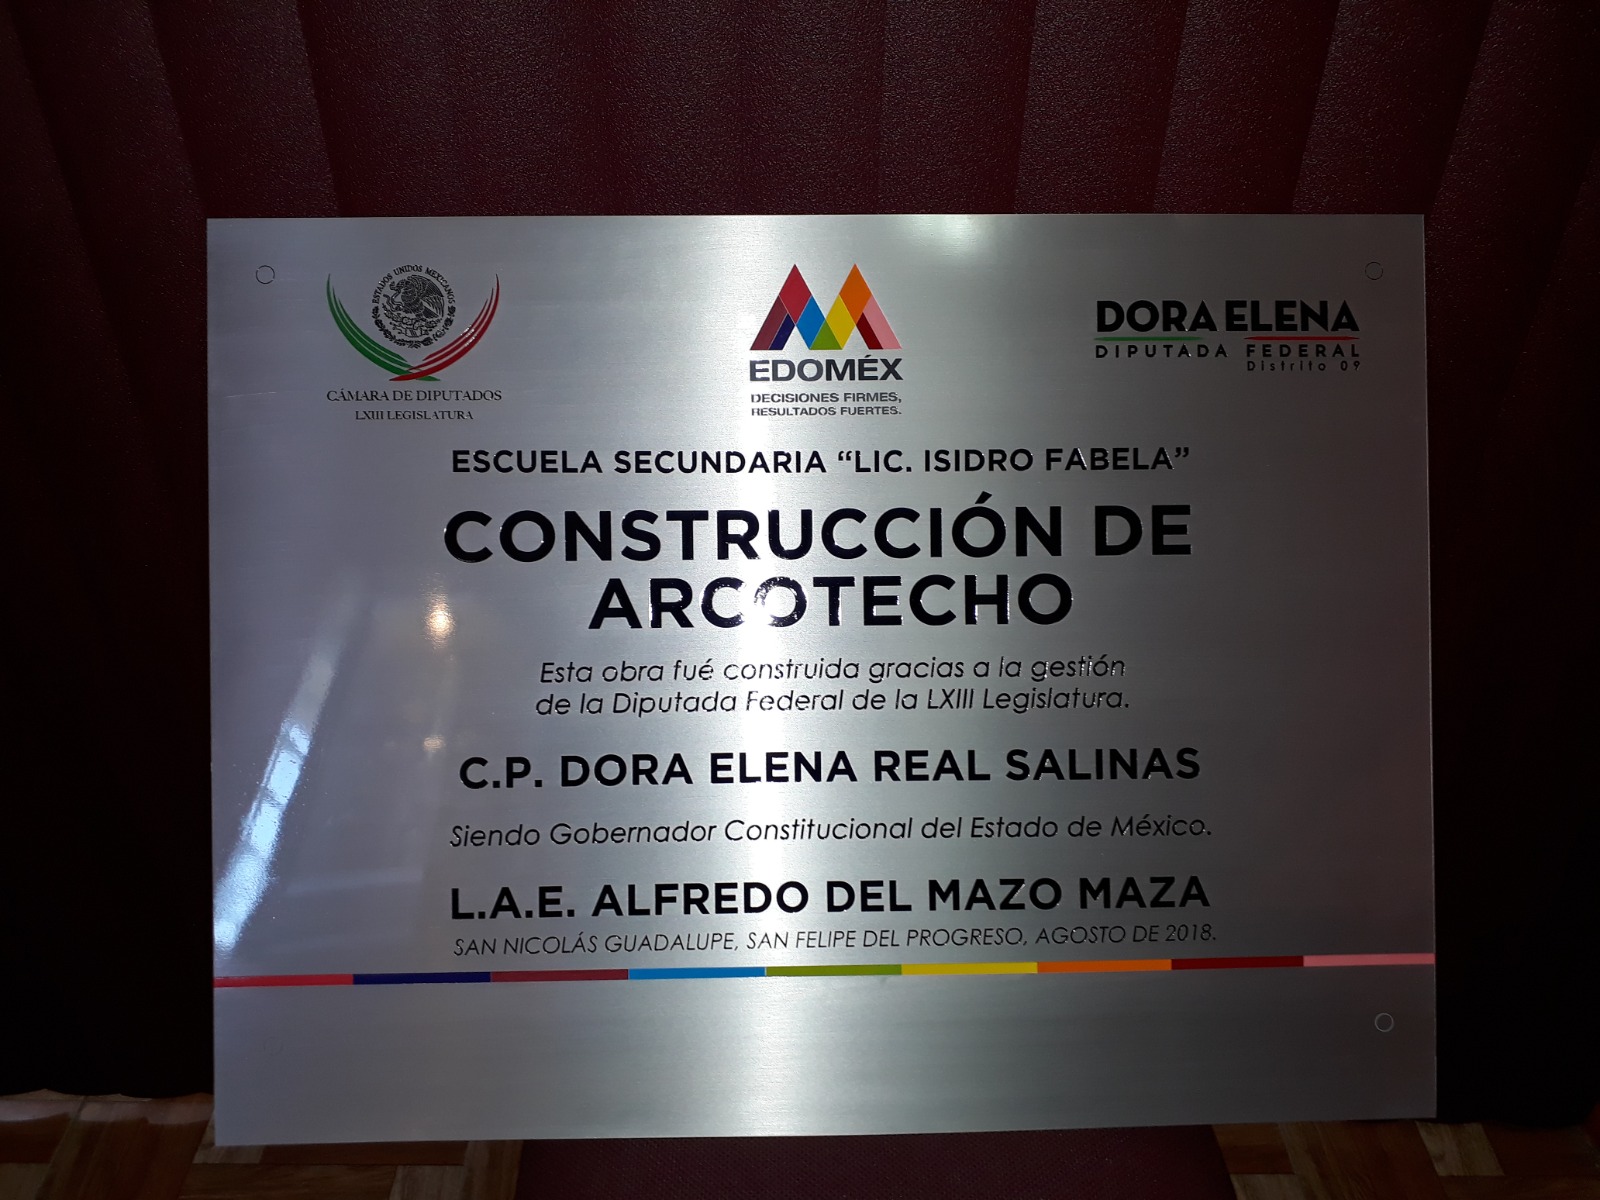 ESTADOS UNIDOS MEXICANOS
CÁMARA DE DIPUTADOS
LXIII LEGISLATURA
EDOMÉX
DECISIONES FIRMES,
RESULTADOS FUERTES.
DORA ELENA
DIPUTADA FEDERAL
Distrito 09
ESCUELA SECUNDARIA “LIC. ISIDRO FABELA”
CONSTRUCCIÓN DE
ARCOTECHO
Esta obra fué construida gracias a la gestión
de la Diputada Federal de la LXIII Legislatura.
C.P. DORA ELENA REAL SALINAS
Siendo Gobernador Constitucional del Estado de México.
L.A.E. ALFREDO DEL MAZO MAZA
SAN NICOLÁS GUADALUPE, SAN FELIPE DEL PROGRESO, AGOSTO DE 2018.